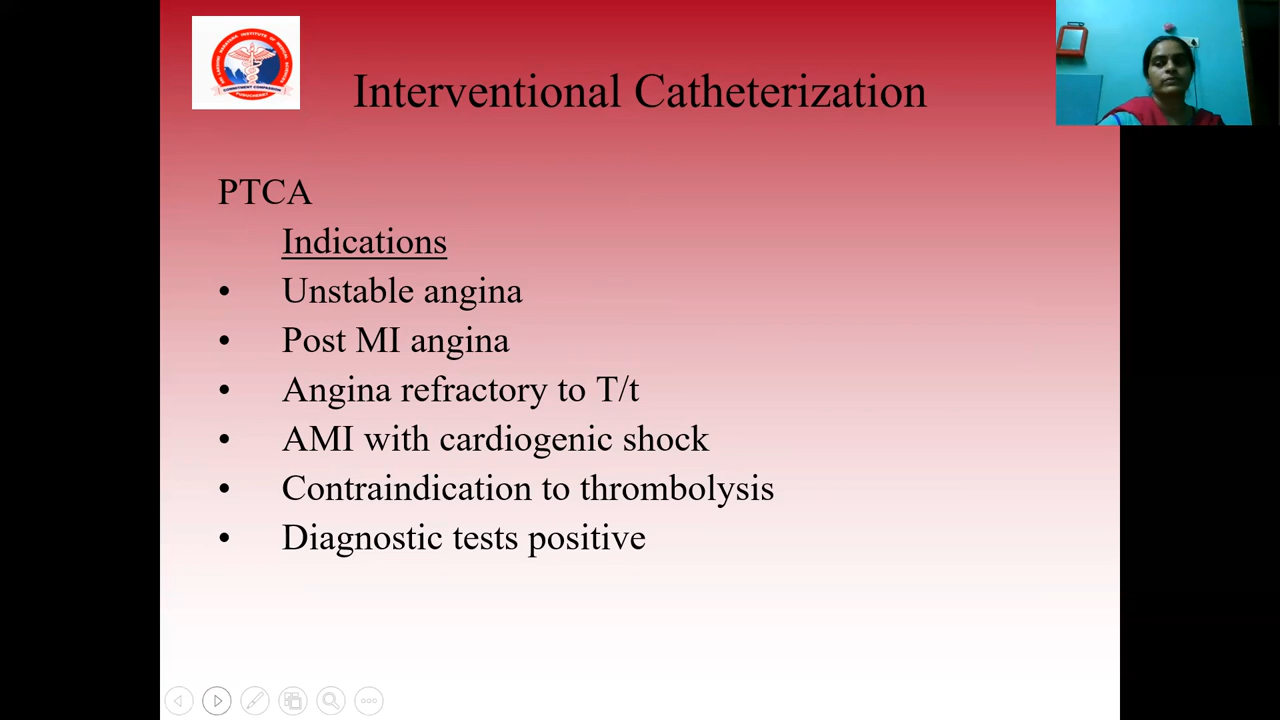 Interventional Catheterization
PTCA
Indications
• Unstable angina
• Post MI angina
• Angina refractory to T/t
• AMI with cardiogenic shock
• Contraindication to thrombolysis
• Diagnostic tests positive